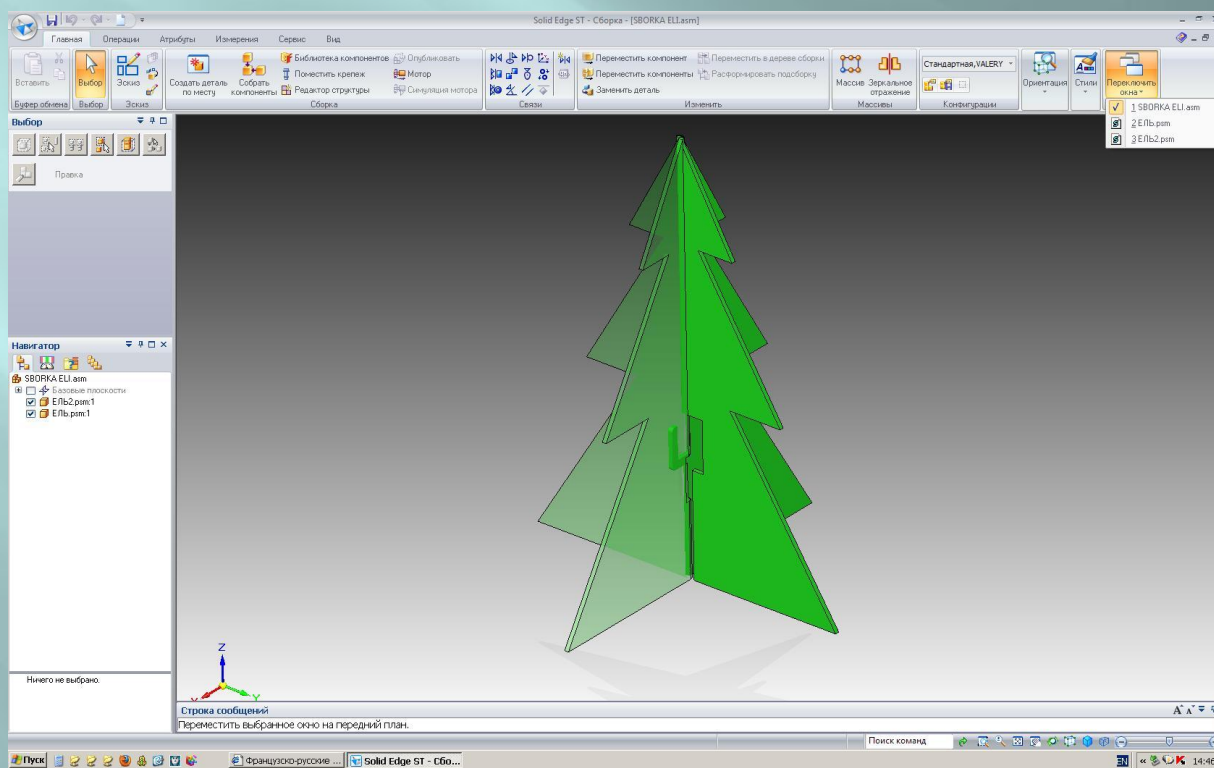 Solid Edge ST - Сборка - [SBORKA ELI.asm]
Главная Операции Атрибуты Измерения Сервис Вид
Вставить
Буфер обмена
Выбор
Выбор
Эскиз
Эскиз
Создать деталь по месту
Собрать компоненты
Библиотека компонентов
Поместить крепеж
Редактор структуры
Опубликовать
Мотор
Симуляция мотора
Сборка
Связи
Переместить компонент
Переместить компоненты
Заменить деталь
Переместить в дереве сборки
Изменить
Массив
Зеркальное отражение
Массивы
Стандартная,VALERY
Конфигурации
Ориентация
Стили
Переключить окна
1 SBORKA ELI.asm
2 ЕЛЬ.psm
3 ЕЛЬ2.psm
Выбор
Правка
Навигатор
SBORKA ELI.asm
Базовые плоскости
ЕЛЬ2.psm:1
ЕЛЬ.psm:1
Ничего не выбрано.
Z
Y
Строка сообщений
Переместить выбранное окно на передний план.
Поиск команд
Пуск
Французско-русские ...
Solid Edge ST - Сбо...
EN
14:46